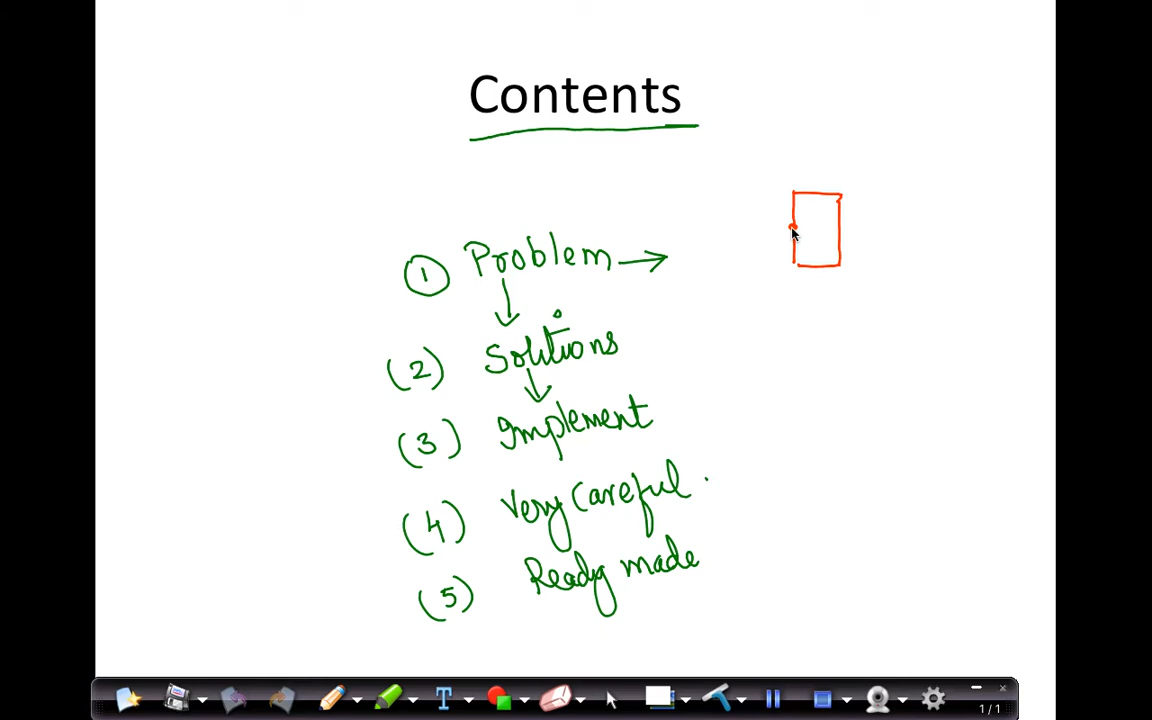 Contents
1 Problem →
(2) Solutions
(3) Implement
(4) Very Careful .
(5) Ready made
1/1